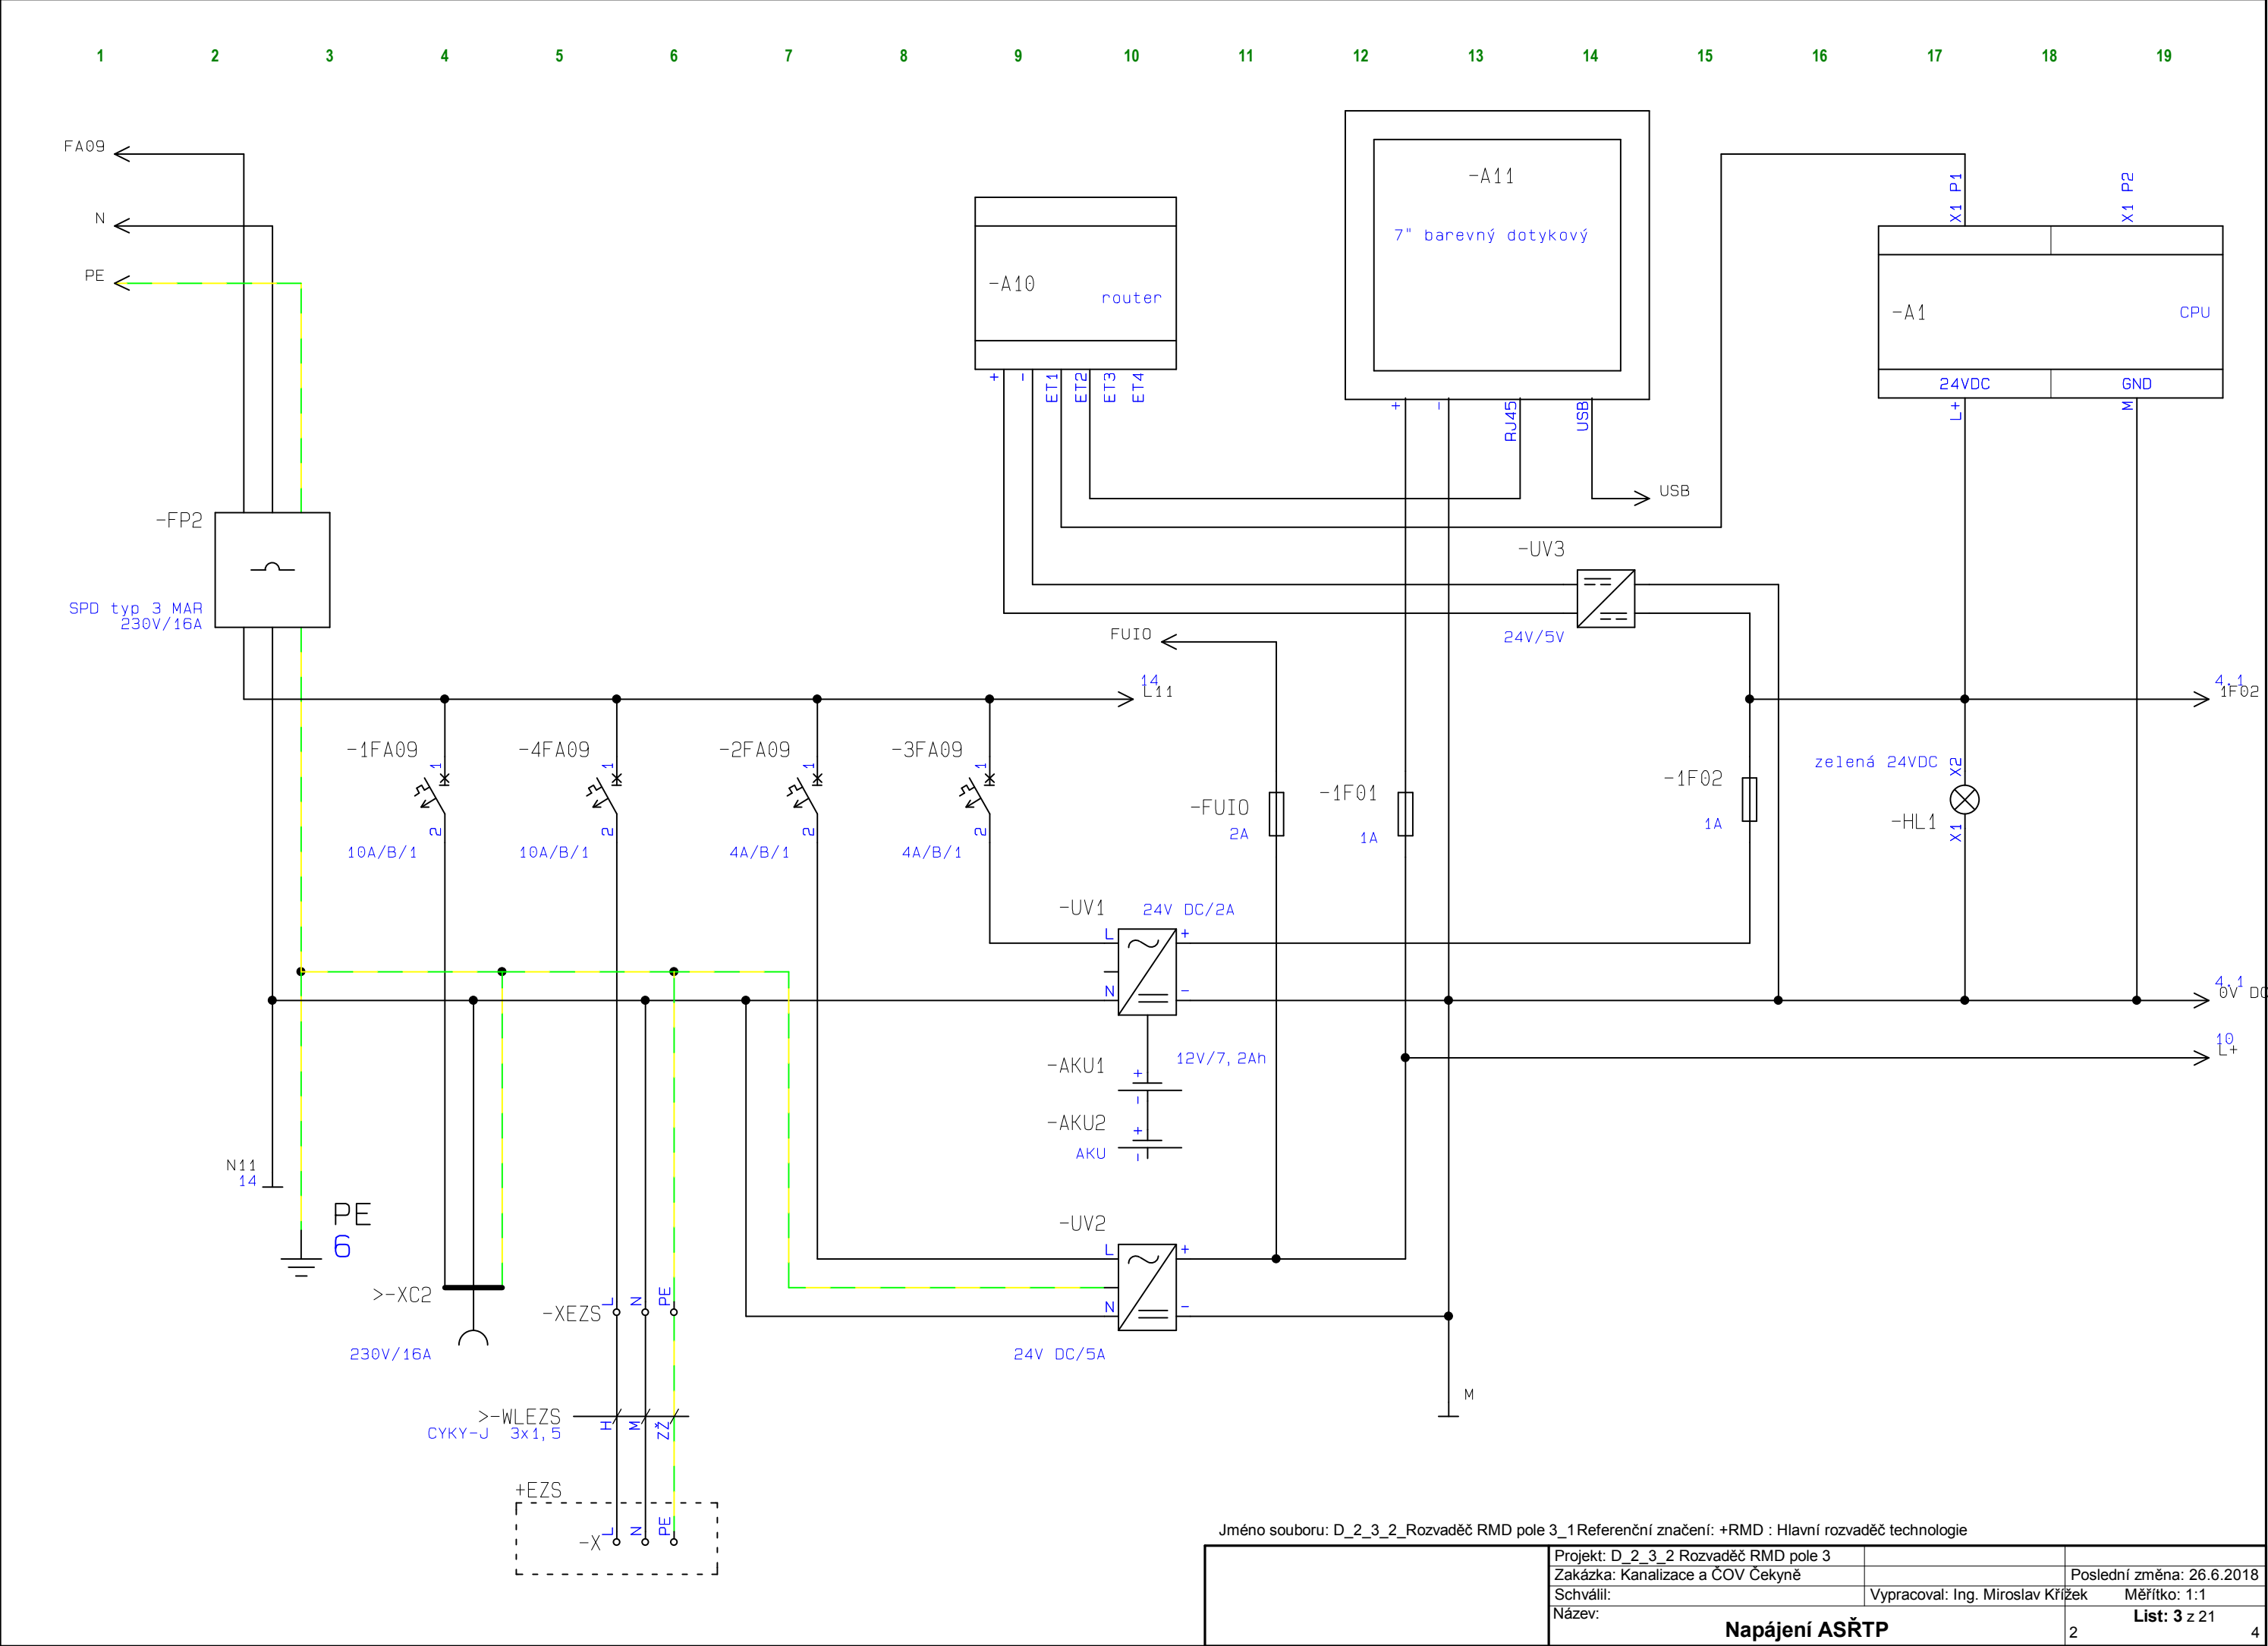 1 2 3 4 5 6 7 8 9 10 11 12 13 14 15 16 17 18 19
FA09
N
PE
-A10
router
+ - ET1 ET2 ET3 ET4
-A11
7" barevný dotykový
+ - RJ45 USB
USB
X1 P1 X1 P2
-A1
CPU
24VDC GND
L+ M
-FP2
SPD typ 3 MAR
230V/16A
-UV3
24V/5V
FUIO
14
L11
4.1
1F02
-1FA09
1
2
10A/B/1
-4FA09
1
2
10A/B/1
-2FA09
1
2
4A/B/1
-3FA09
1
2
4A/B/1
-FUIO
2A
-1F01
1A
-1F02
1A
zelená 24VDC
X2
-HL1
X1
-UV1
24V DC/2A
L +
N -
4.1
0V DC
10
L+
-AKU1
12V/7,2Ah
+
-
-AKU2
AKU
+
-
N11
14
PE
6
-UV2
L +
N -
24V DC/5A
>-XC2
230V/16A
-XEZS
L N PE
>-WLEZS
CYKY-J 3x1,5
H M ZŽ
+EZS
-X
L N PE
M
Jméno souboru: D_2_3_2_Rozvaděč RMD pole 3_1 Referenční značení: +RMD : Hlavní rozvaděč technologie
Projekt: D_2_3_2 Rozvaděč RMD pole 3
Zakázka: Kanalizace a ČOV Čekyně
Poslední změna: 26.6.2018
Schválil:
Vypracoval: Ing. Miroslav Křížek
Měřítko: 1:1
Název:
Napájení ASŘTP
List: 3 z 21
2 4